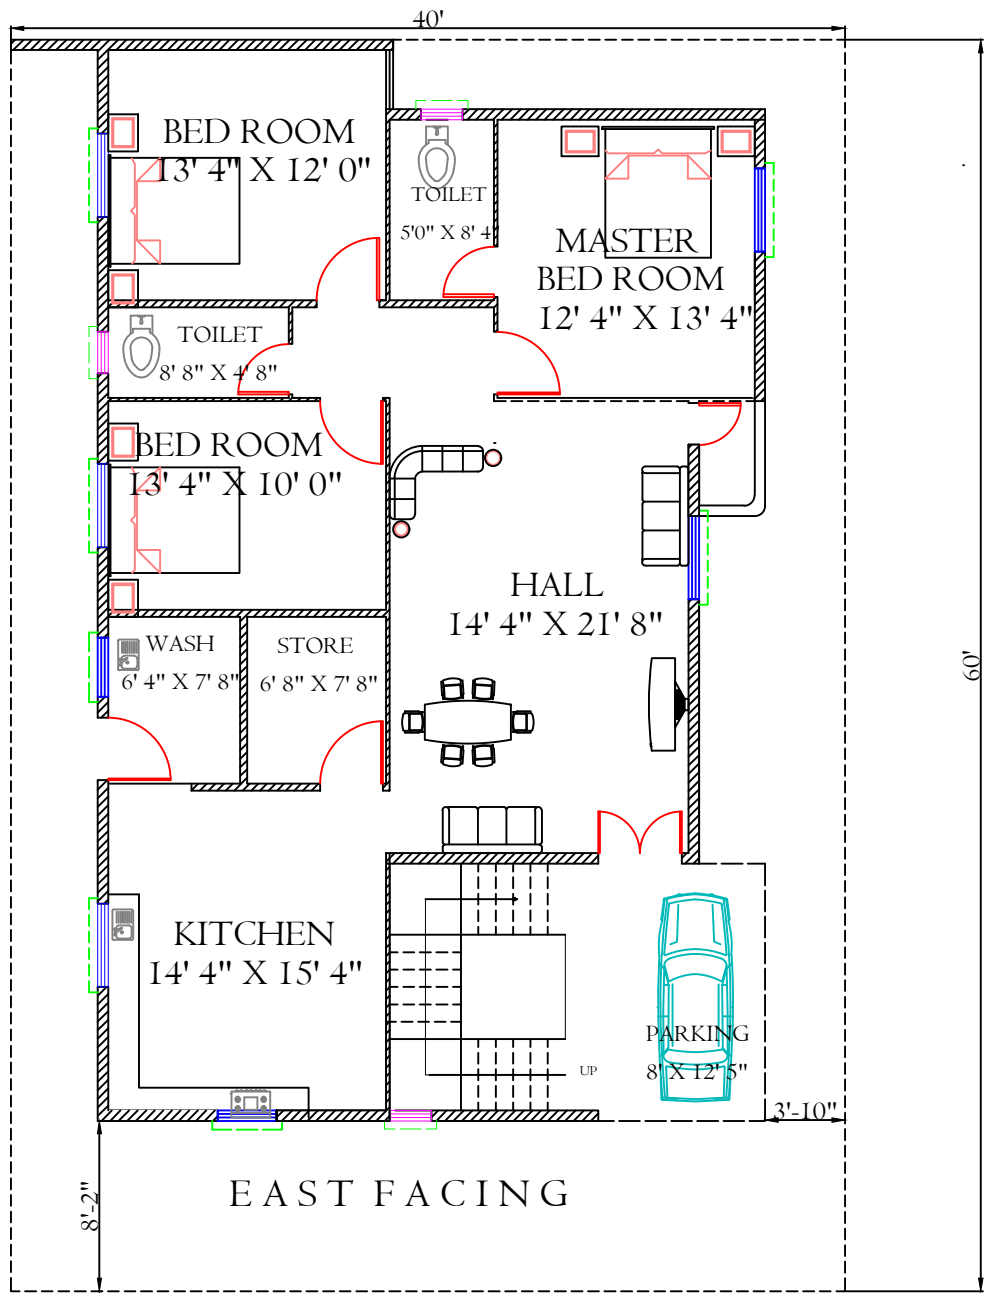 40'
BED ROOM
13' 4" X 12' 0"
TOILET
5'0" X 8' 4"
MASTER
BED ROOM
12' 4" X 13' 4"
TOILET
8' 8" X 4' 8"
BED ROOM
13' 4" X 10' 0"
HALL
14' 4" X 21' 8"
WASH
6' 4" X 7' 8"
STORE
6' 8" X 7' 8"
60'
KITCHEN
14' 4" X 15' 4"
PARKING
8' X 12' 5"
UP
3'-10"
8'-2"
EAST FACING